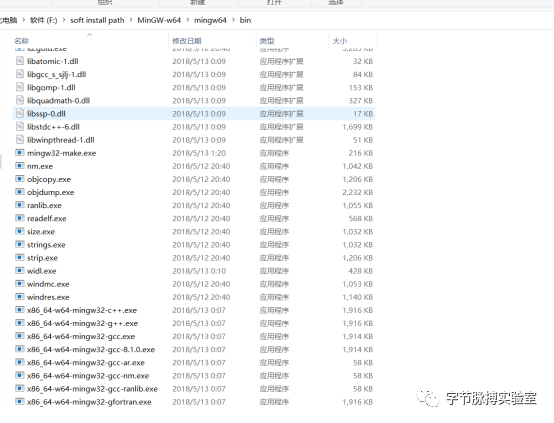 组织 新建 打开 选择
电脑 › 软件 (F:) › soft install path › MinGW-w64 › mingw64 › bin
名称 修改日期 类型 大小
ld.gold.exe 2018/5/12 20:40 应用程序
libatomic-1.dll 2018/5/13 0:09 应用程序扩展 32 KB
libgcc_s_sjlj-1.dll 2018/5/13 0:09 应用程序扩展 84 KB
libgomp-1.dll 2018/5/13 0:09 应用程序扩展 153 KB
libquadmath-0.dll 2018/5/13 0:09 应用程序扩展 327 KB
libssp-0.dll 2018/5/13 0:09 应用程序扩展 17 KB
libstdc++-6.dll 2018/5/13 0:09 应用程序扩展 1,699 KB
libwinpthread-1.dll 2018/5/13 0:09 应用程序扩展 51 KB
mingw32-make.exe 2018/5/13 1:20 应用程序 216 KB
nm.exe 2018/5/12 20:40 应用程序 1,042 KB
objcopy.exe 2018/5/12 20:40 应用程序 1,206 KB
objdump.exe 2018/5/12 20:40 应用程序 2,232 KB
ranlib.exe 2018/5/12 20:40 应用程序 1,055 KB
readelf.exe 2018/5/12 20:40 应用程序 568 KB
size.exe 2018/5/12 20:40 应用程序 1,032 KB
strings.exe 2018/5/12 20:40 应用程序 1,032 KB
strip.exe 2018/5/12 20:40 应用程序 1,206 KB
widl.exe 2018/5/13 0:10 应用程序 428 KB
windmc.exe 2018/5/12 20:40 应用程序 1,053 KB
windres.exe 2018/5/12 20:40 应用程序 1,140 KB
x86_64-w64-mingw32-c++.exe 2018/5/13 0:07 应用程序 1,916 KB
x86_64-w64-mingw32-g++.exe 2018/5/13 0:07 应用程序 1,916 KB
x86_64-w64-mingw32-gcc.exe 2018/5/13 0:07 应用程序 1,914 KB
x86_64-w64-mingw32-gcc-8.1.0.exe 2018/5/13 0:07 应用程序 1,914 KB
x86_64-w64-mingw32-gcc-ar.exe 2018/5/13 0:07 应用程序 58 KB
x86_64-w64-mingw32-gcc-nm.exe 2018/5/13 0:07 应用程序 58 KB
x86_64-w64-mingw32-gcc-ranlib.exe 2018/5/13 0:07 应用程序 58 KB
x86_64-w64-mingw32-gfortran.exe 2018/5/13 0:07 应用程序 1,916 KB
字节脉搏实验室